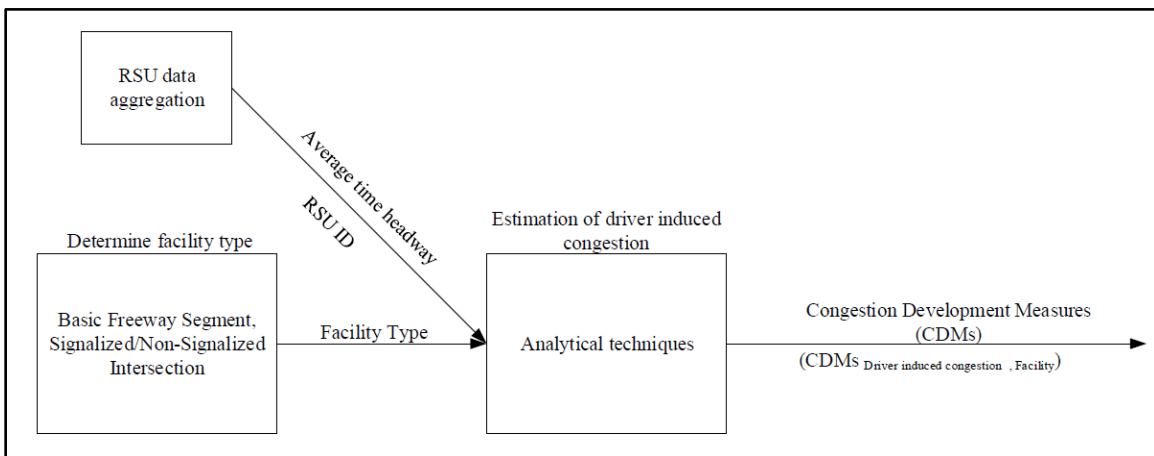 RSU data
aggregation
Average time headway
RSU ID
Determine facility type
Basic Freeway Segment,
Signalized/Non-Signalized
Intersection
Facility Type
Estimation of driver induced
congestion
Analytical techniques
Congestion Development Measures
(CDMs)
(CDMs Driver induced congestion , Facility)